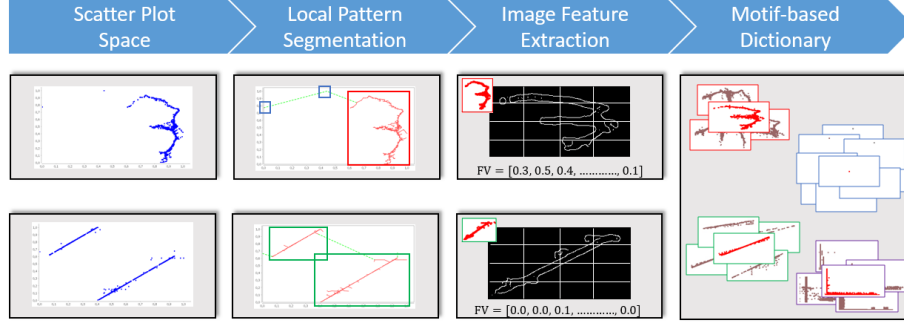 Scatter Plot
Space
Local Pattern
Segmentation
Image Feature
Extraction
Motif-based
Dictionary
FV = [0.3, 0.5, 0.4, ............, 0.1]
FV = [0.0, 0.0, 0.1, ............, 0.0]